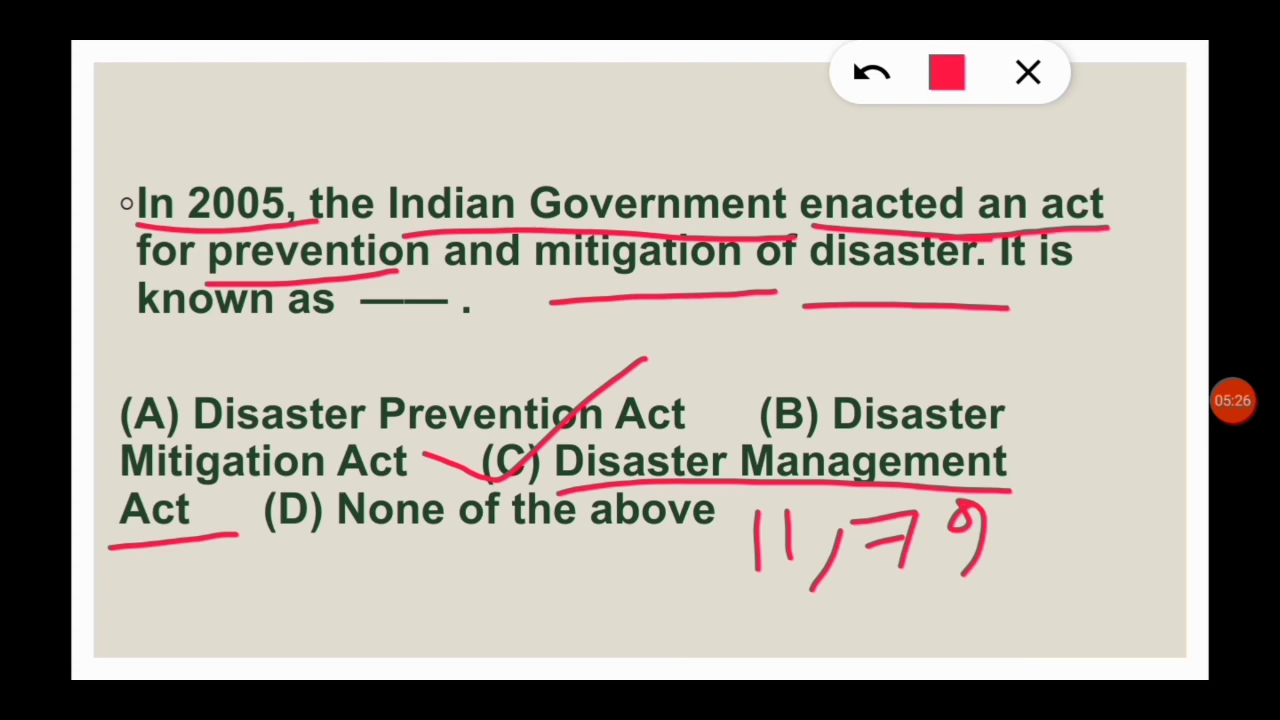 ◦In 2005, the Indian Government enacted an act
for prevention and mitigation of disaster. It is
known as —— .
(A) Disaster Prevention Act (B) Disaster
Mitigation Act (C) Disaster Management
Act (D) None of the above
11,79
05:26